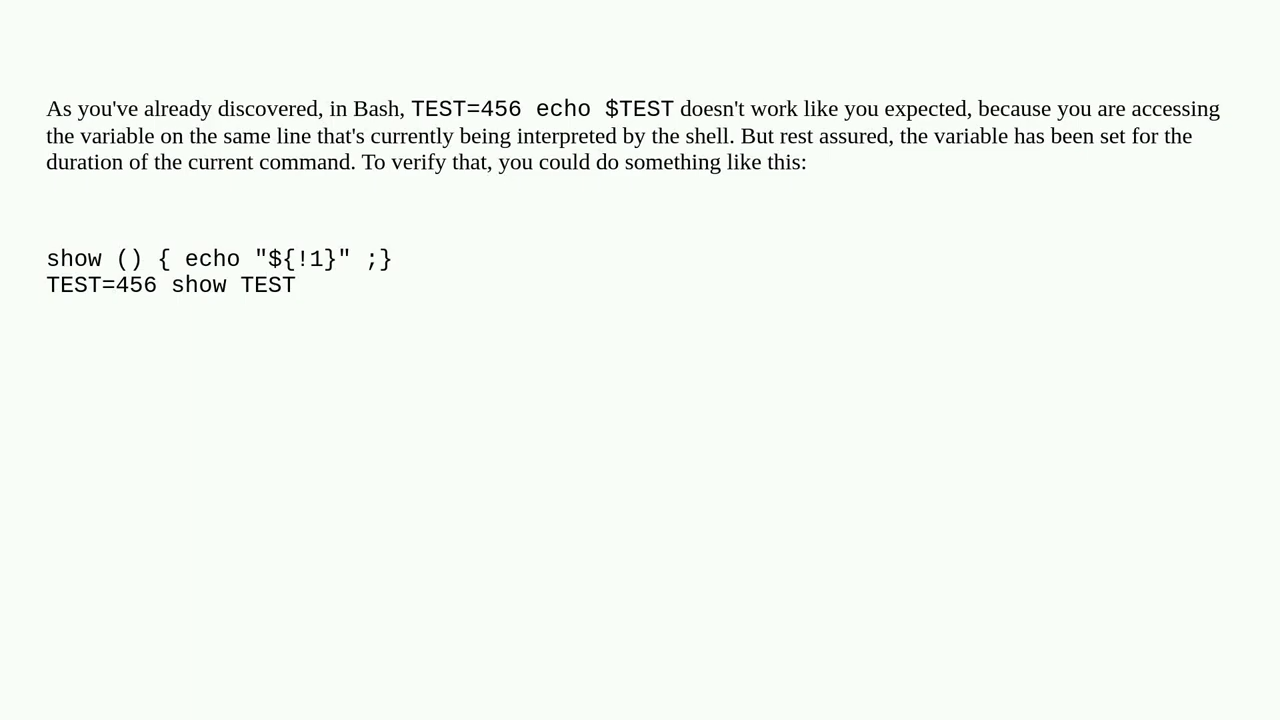 As you've already discovered, in Bash, TEST=456 echo $TEST doesn't work like you expected, because you are accessing
the variable on the same line that's currently being interpreted by the shell. But rest assured, the variable has been set for the
duration of the current command. To verify that, you could do something like this:
show () { echo "${!1}" ;}
TEST=456 show TEST